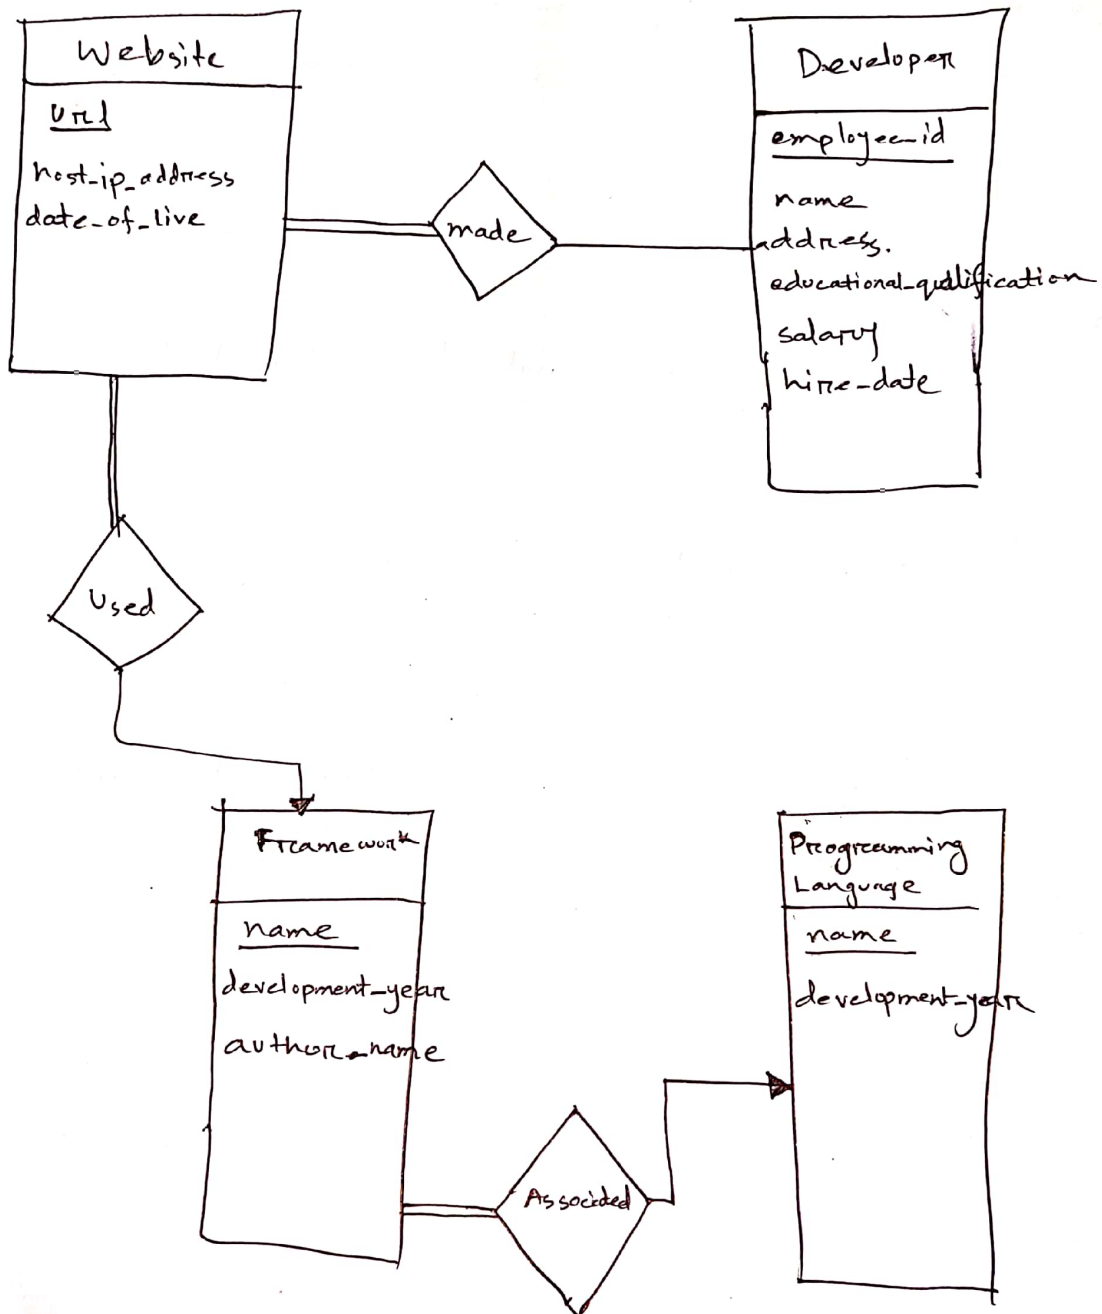 Website
url
host_ip_address
date_of_live
made
Developer
employee_id
name
address.
educational_qualification
salary
hire_date
Used
Framework
name
development_year
author_name
Associded
Programming
Language
name
development_year